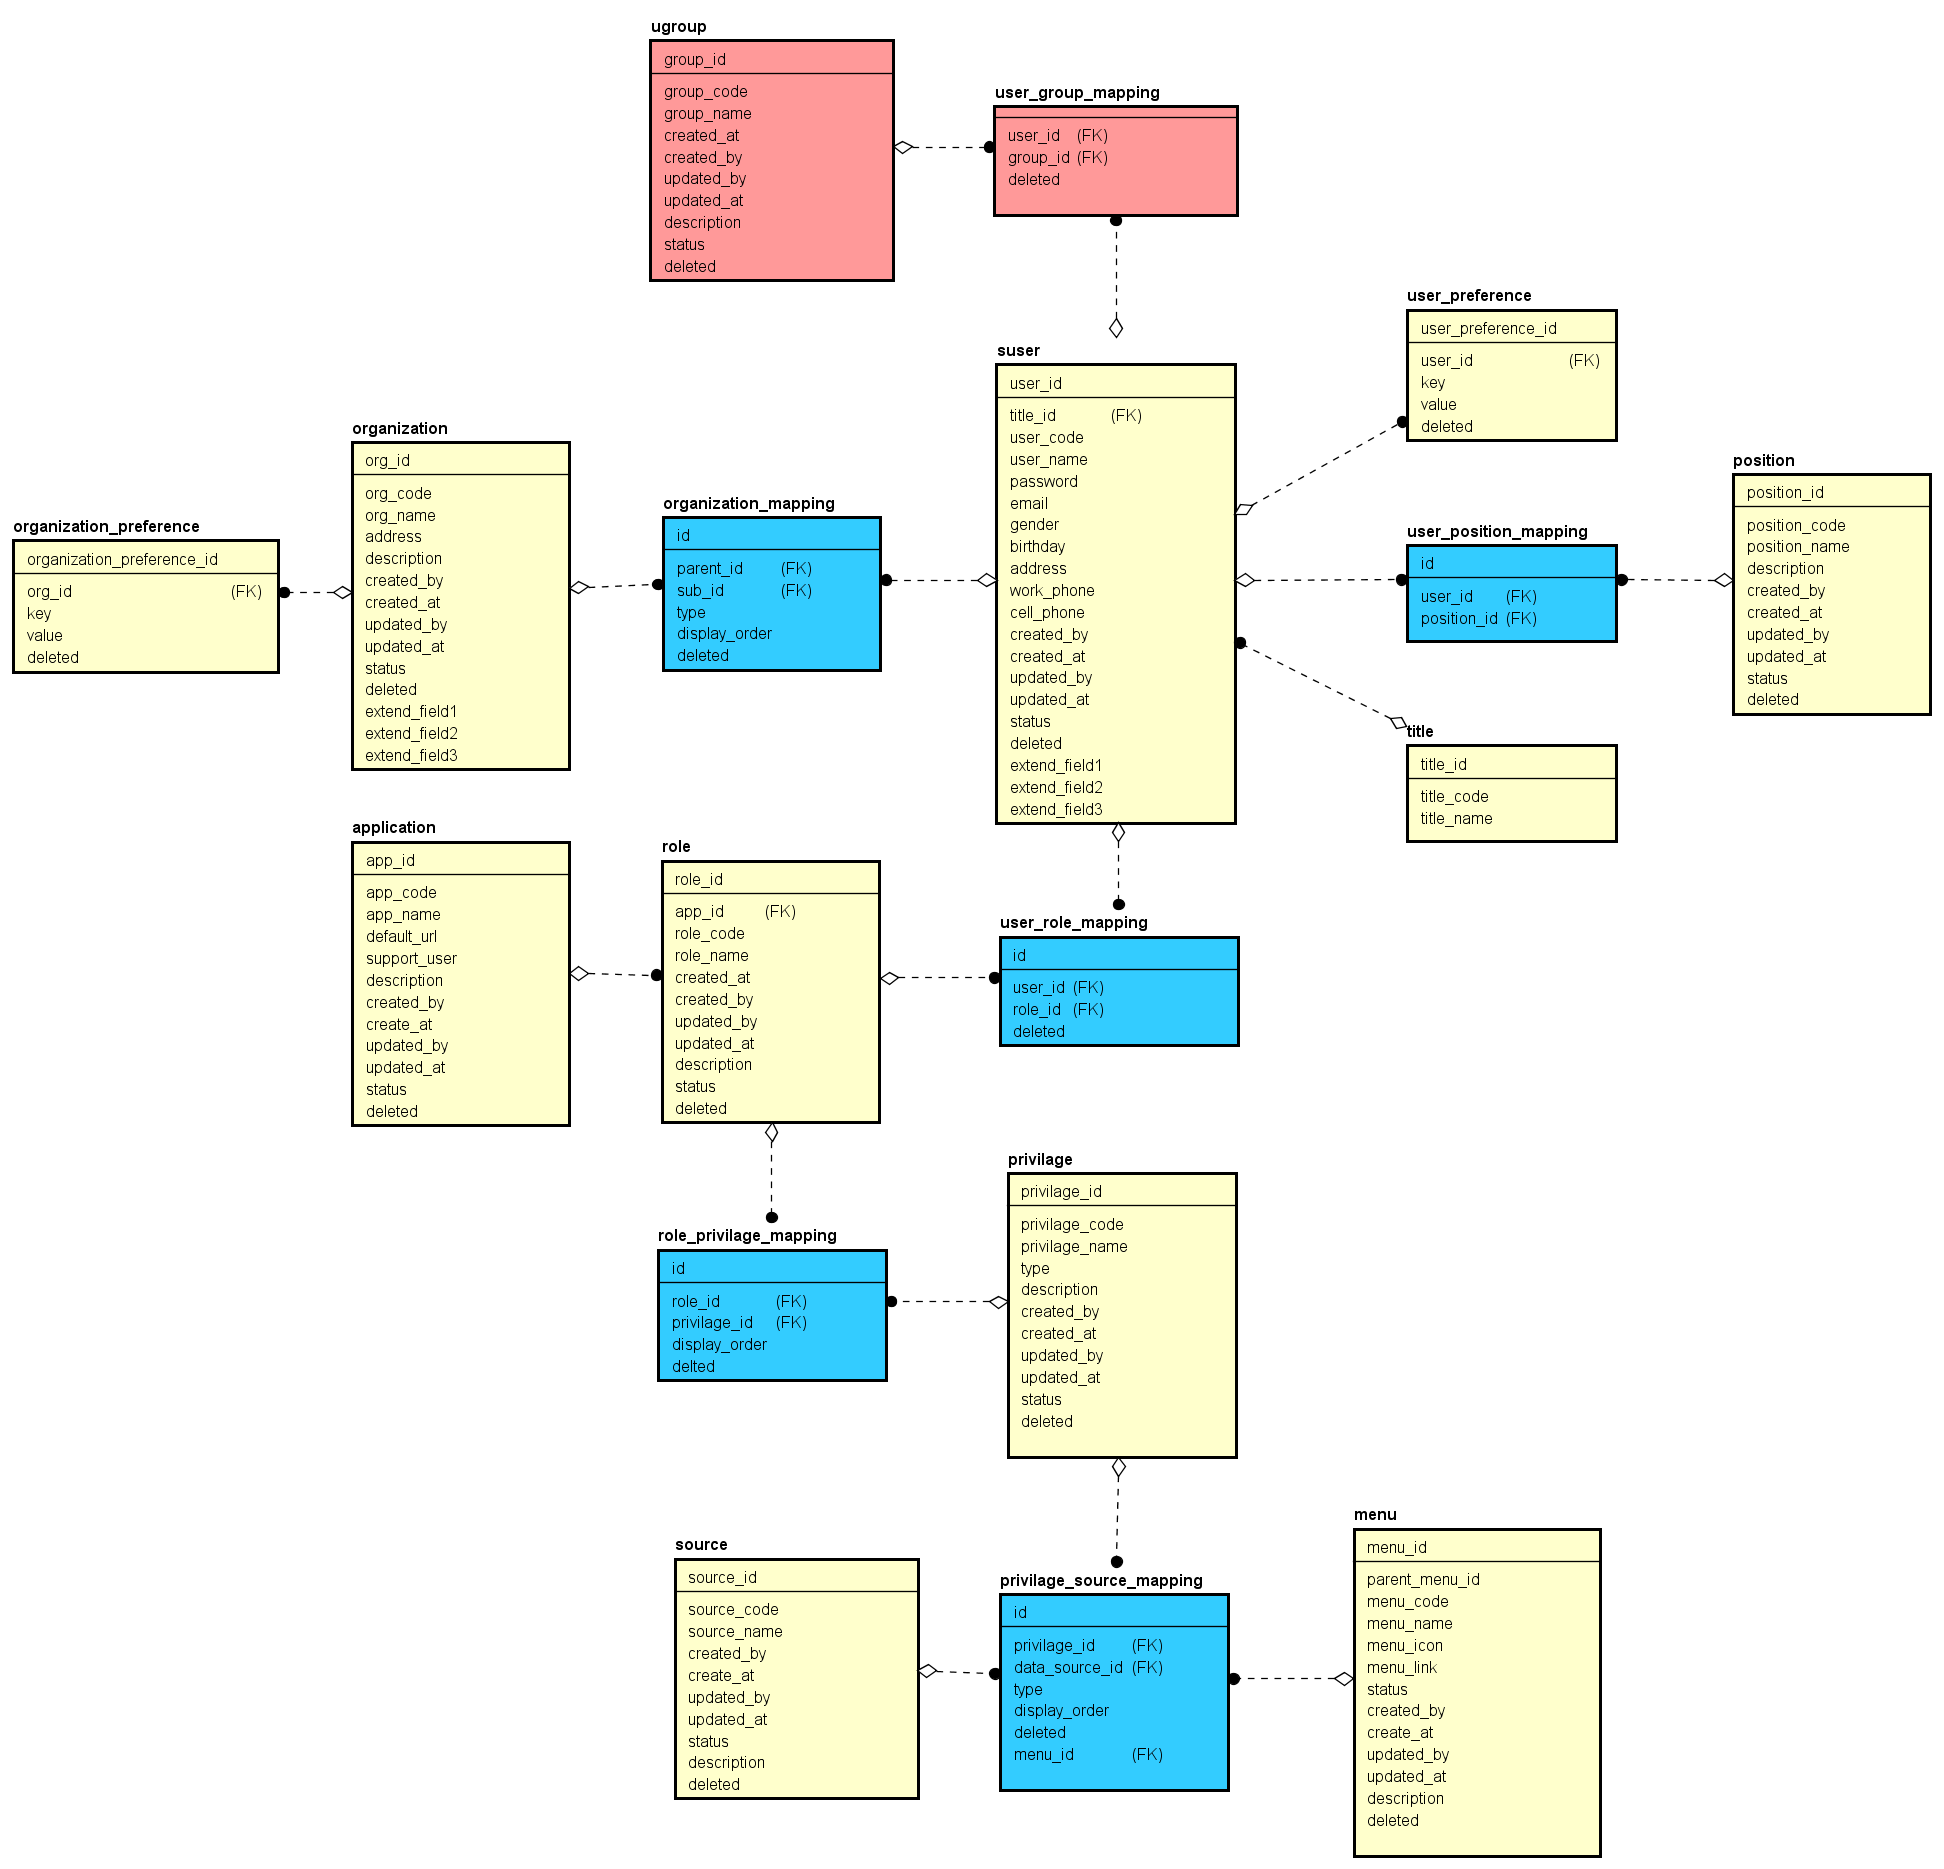 ugroup
group_id
group_code
group_name
created_at
created_by
updated_by
updated_at
description
status
deleted
user_group_mapping
user_id (FK)
group_id (FK)
deleted
user_preference
user_preference_id
user_id (FK)
key
value
deleted
suser
user_id
title_id (FK)
user_code
user_name
password
email
gender
birthday
address
work_phone
cell_phone
created_by
created_at
updated_by
updated_at
status
deleted
extend_field1
extend_field2
extend_field3
organization
org_id
org_code
org_name
address
description
created_by
created_at
updated_by
updated_at
status
deleted
extend_field1
extend_field2
extend_field3
organization_mapping
id
parent_id (FK)
sub_id (FK)
type
display_order
deleted
organization_preference
organization_preference_id
org_id (FK)
key
value
deleted
position
position_id
position_code
position_name
description
created_by
created_at
updated_by
updated_at
status
deleted
user_position_mapping
id
user_id (FK)
position_id (FK)
title
title_id
title_code
title_name
application
app_id
app_code
app_name
default_url
support_user
description
created_by
create_at
updated_by
updated_at
status
deleted
role
role_id
app_id (FK)
role_code
role_name
created_at
created_by
updated_by
updated_at
description
status
deleted
user_role_mapping
id
user_id (FK)
role_id (FK)
deleted
privilage
privilage_id
privilage_code
privilage_name
type
description
created_by
created_at
updated_by
updated_at
status
deleted
role_privilage_mapping
id
role_id (FK)
privilage_id (FK)
display_order
delted
source
source_id
source_code
source_name
created_by
create_at
updated_by
updated_at
status
description
deleted
privilage_source_mapping
id
privilage_id (FK)
data_source_id (FK)
type
display_order
deleted
menu_id (FK)
menu
menu_id
parent_menu_id
menu_code
menu_name
menu_icon
menu_link
status
created_by
create_at
updated_by
updated_at
description
deleted